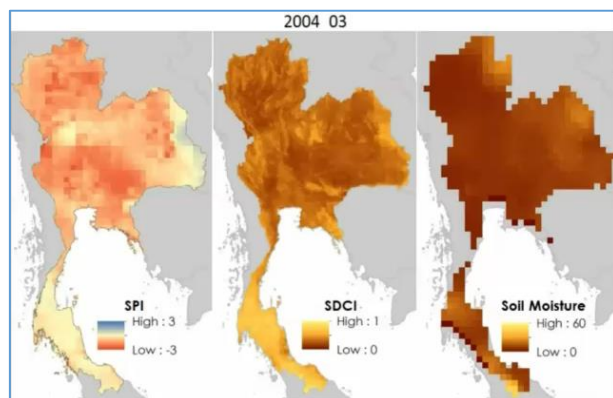 2004 03
SPI
High : 3
Low : -3
SDCI
High : 1
Low : 0
Soil Moisture
High : 60
Low : 0